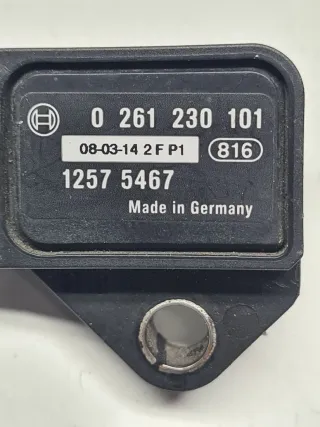 0 261 230 101
08-03-14 2 F P1 816
1257 5467
Made in Germany